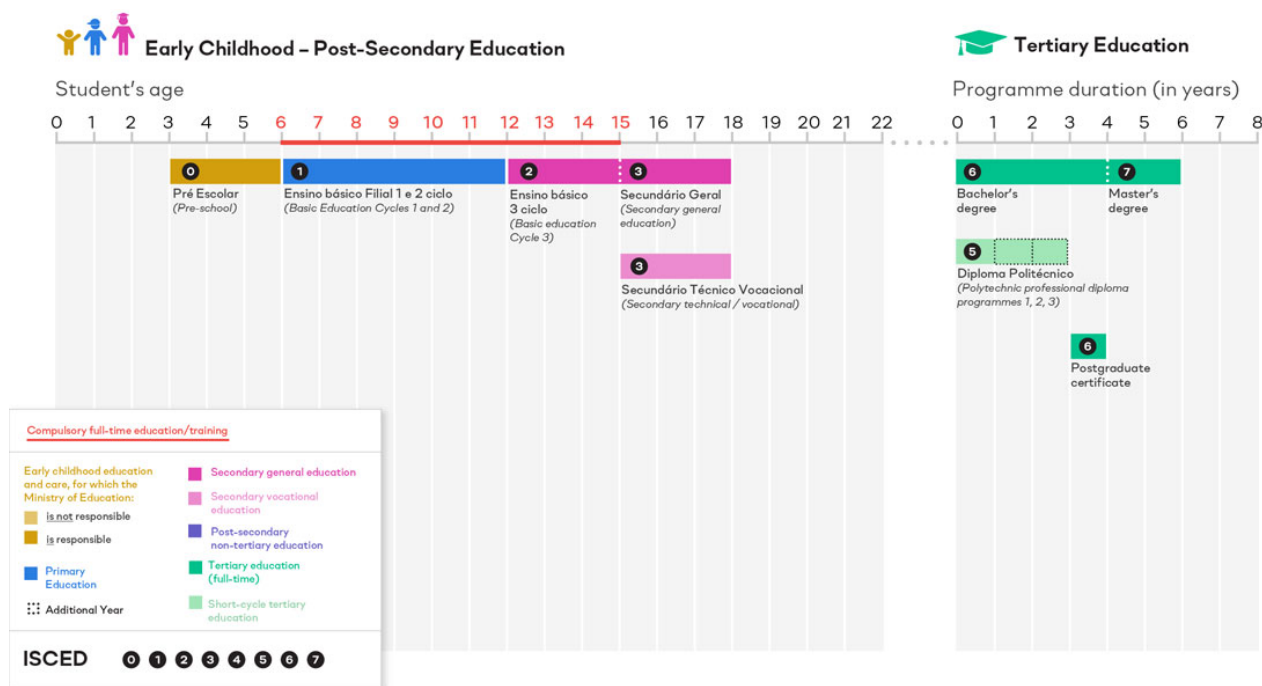 Early Childhood – Post-Secondary Education
Student's age
0 1 2 3 4 5 6 7 8 9 10 11 12 13 14 15 16 17 18 19 20 21 22
0
Pré Escolar
(Pre-school)
1
Ensino básico Filial 1 e 2 ciclo
(Basic Education Cycles 1 and 2)
2
Ensino básico
3 ciclo
(Basic education
Cycle 3)
3
Secundário Geral
(Secondary general
education)
3
Secundário Técnico Vocacional
(Secondary technical / vocational)
Tertiary Education
Programme duration (in years)
0 1 2 3 4 5 6 7 8
6
Bachelor's
degree
7
Master's
degree
5
Diploma Politécnico
(Polytechnic professional diploma
programmes 1, 2, 3)
6
Postgraduate
certificate
Compulsory full-time education/training
Early childhood education
and care, for which the
Ministry of Education:
is not responsible
is responsible
Primary
Education
Additional Year
Secondary general education
Secondary vocational
education
Post-secondary
non-tertiary education
Tertiary education
(full-time)
Short-cycle tertiary
education
ISCED 0 1 2 3 4 5 6 7